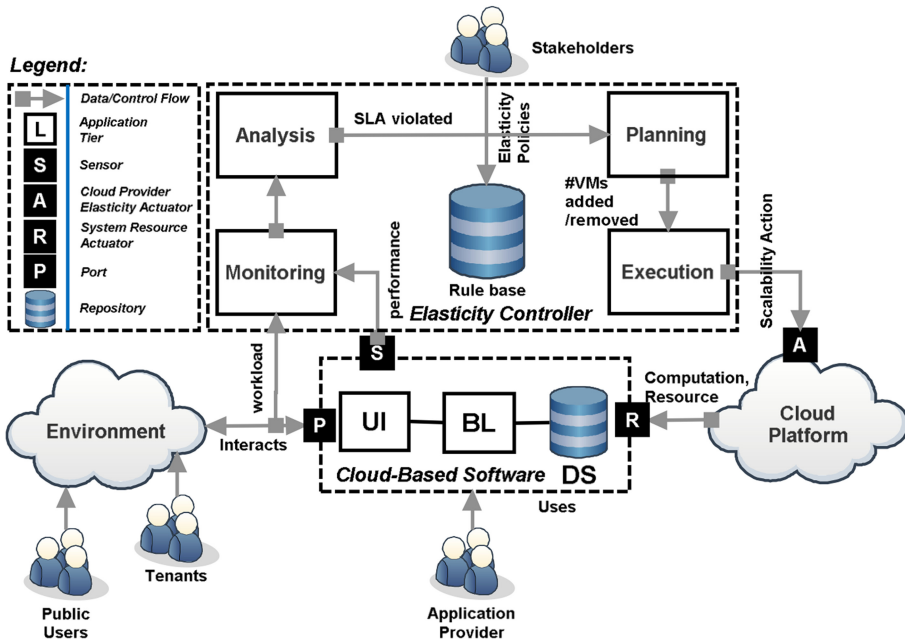 Stakeholders
Legend:
Data/Control Flow
L
Application
Tier
S
Sensor
A
Cloud Provider
Elasticity Actuator
R
System Resource
Actuator
P
Port
Repository
Analysis
SLA violated
Elasticity
Policies
Planning
#VMs
added
/removed
Monitoring
performance
Rule base
Execution
Scalability Action
Elasticity Controller
workload
S
A
Environment
Interacts
P
UI
BL
DS
R
Computation,
Resource
Cloud
Platform
Cloud-Based Software
Uses
Tenants
Public
Users
Application
Provider